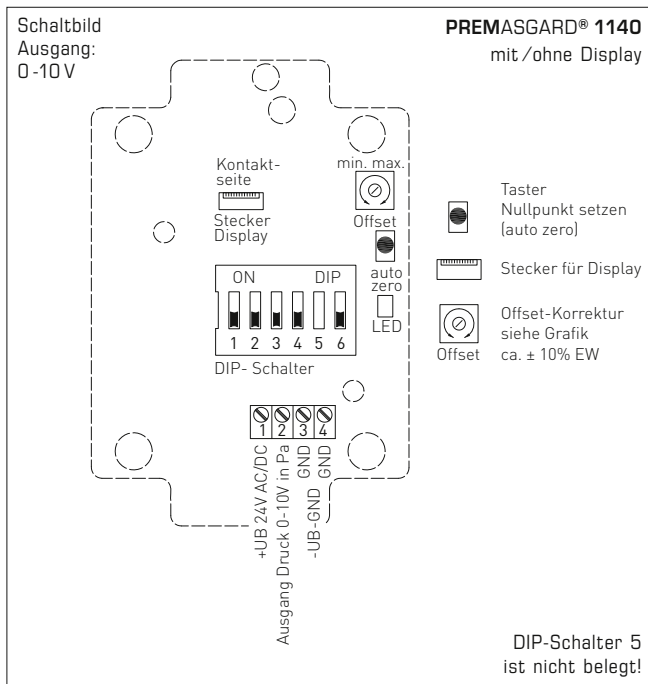 Schaltbild
Ausgang:
0-10 V
PREMASGARD® 1140
mit / ohne Display
Kontakt-
seite
Stecker
Display
min. max.
Offset
auto
zero
LED
ON DIP
1 2 3 4 5 6
DIP- Schalter
1 2 3 4
+UB 24V AC/DC
Ausgang Druck 0-10V in Pa
GND
-UB-GND GND
Taster
Nullpunkt setzen
(auto zero)
Stecker für Display
Offset
Offset-Korrektur
siehe Grafik
ca. ± 10% EW
DIP-Schalter 5
ist nicht belegt!